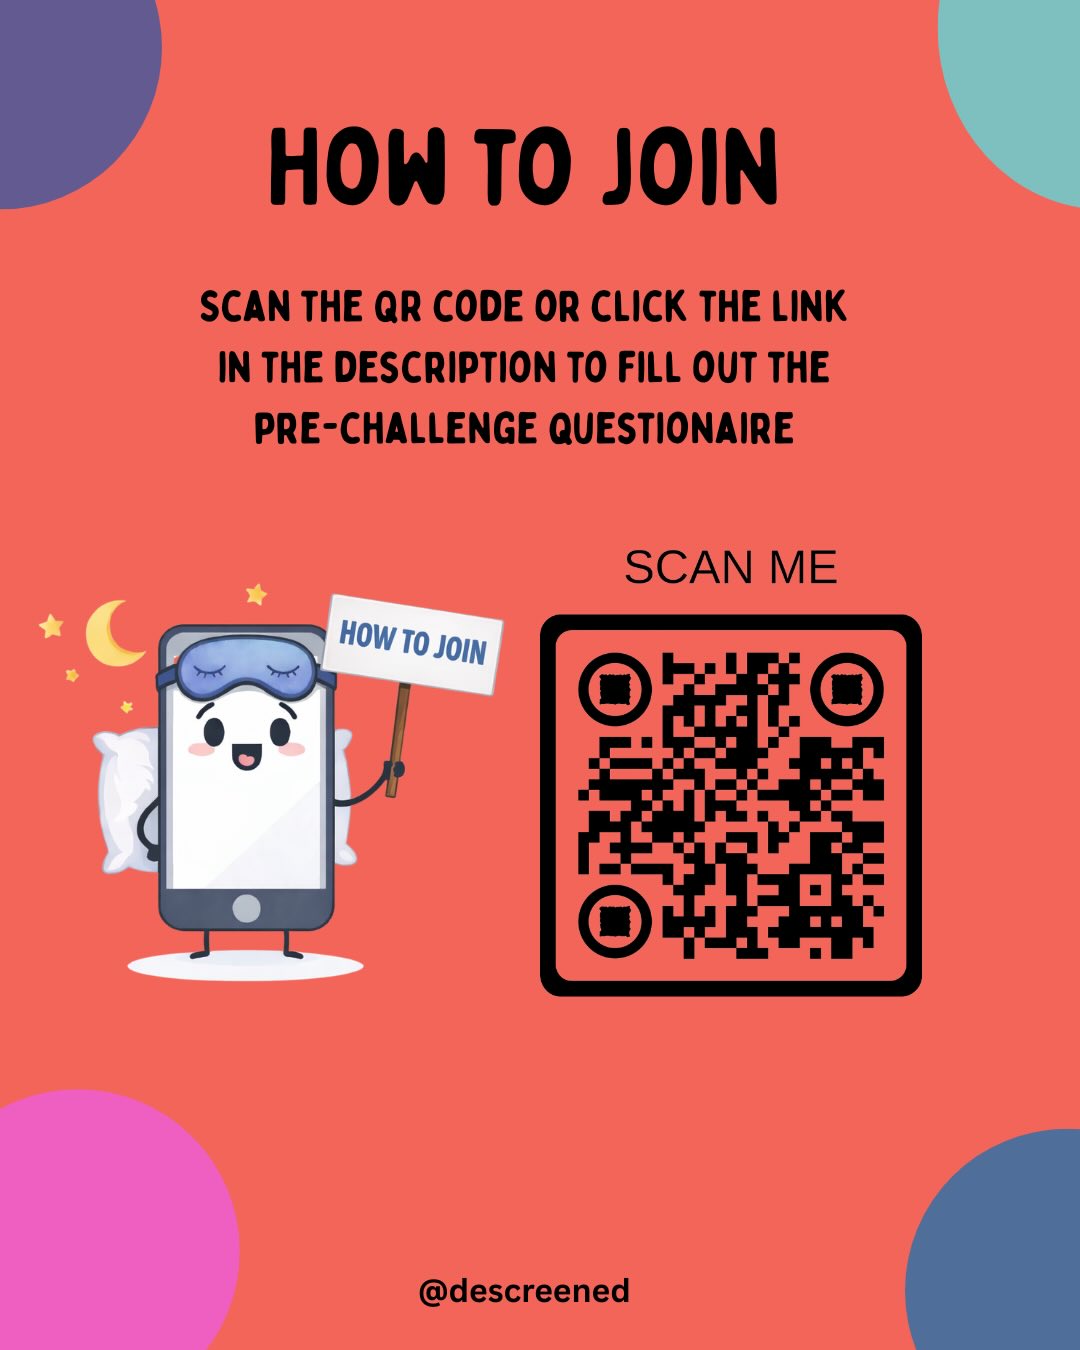 HOW TO JOIN
SCAN THE QR CODE OR CLICK THE LINK
IN THE DESCRIPTION TO FILL OUT THE
PRE-CHALLENGE QUESTIONAIRE
SCAN ME
HOW TO JOIN
@descreened